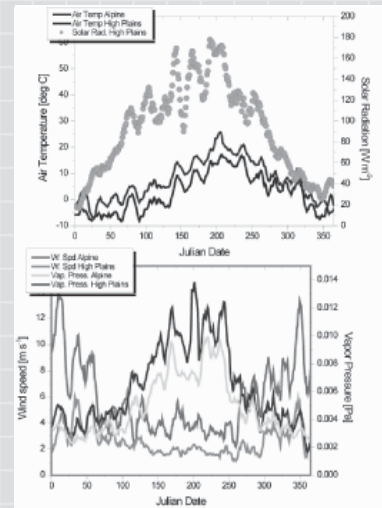 Air Temp Alpine
Air Temp High Plains
Solar Rad. High Plains
Air Temperature [deg C]
60
50
40
30
20
10
0
-10
200
180
160
140
120
100
80
60
40
20
0
Solar Radiation [W m⁻²]
0 50 100 150 200 250 300 350
Julian Date
W. Spd Alpine
W. Spd High Plains
Vap. Press. Alpine
Vap. Press. High Plains
Wind speed [m s⁻¹]
12
10
8
6
4
2
0
0.014
0.012
0.010
0.008
0.006
0.004
0.002
0.000
Vapor Pressure [Pa]
0 50 100 150 200 250 300 350
Julian Date